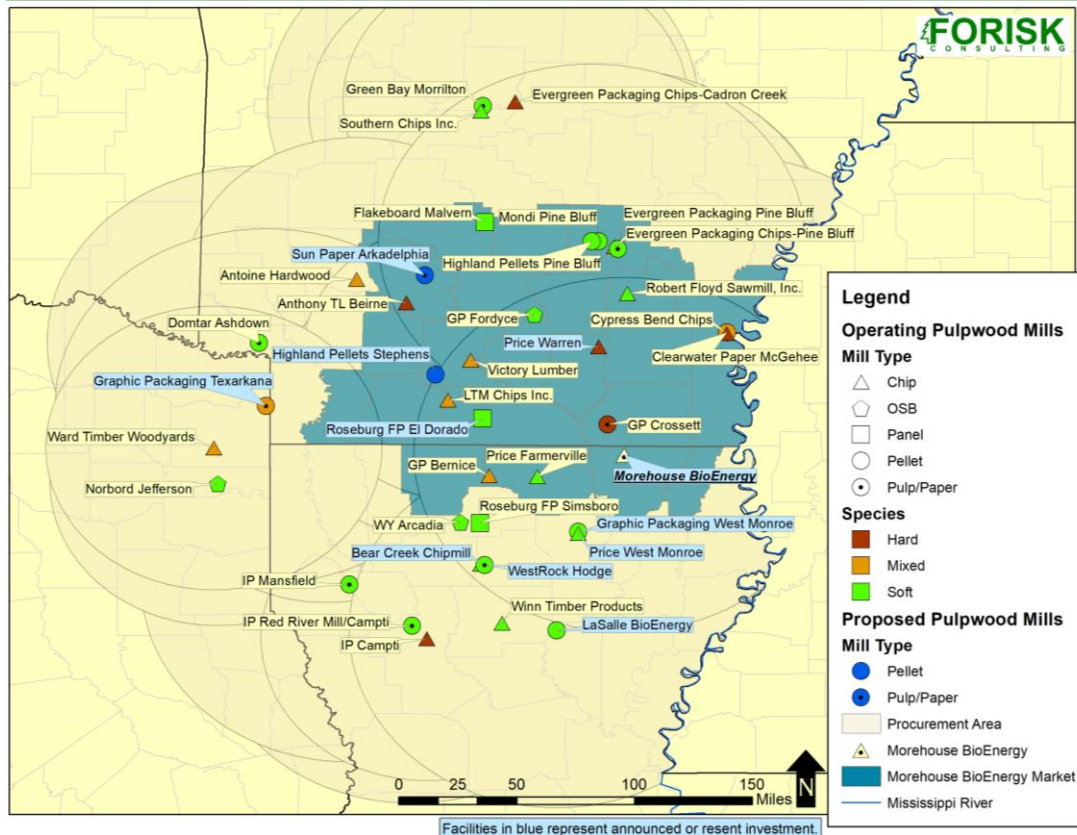 FORISK
CONSULTING
Green Bay Morrilton
Evergreen Packaging Chips-Cadron Creek
Southern Chips Inc.
Flakeboard Malvern
Mondi Pine Bluff
Evergreen Packaging Pine Bluff
Evergreen Packaging Chips-Pine Bluff
Sun Paper Arkadelphia
Highland Pellets Pine Bluff
Antoine Hardwood
Robert Floyd Sawmill, Inc.
Anthony TL Beirne
GP Fordyce
Cypress Bend Chips
Domtar Ashdown
Price Warren
Highland Pellets Stephens
Clearwater Paper McGehee
Victory Lumber
Graphic Packaging Texarkana
LTM Chips Inc.
Roseburg FP El Dorado
GP Crossett
Ward Timber Woodyards
Price Farmerville
GP Bernice
Morehouse BioEnergy
Norbord Jefferson
Roseburg FP Simsboro
WY Arcadia
Graphic Packaging West Monroe
Bear Creek Chipmill
Price West Monroe
WestRock Hodge
IP Mansfield
Winn Timber Products
IP Red River Mill/Campti
LaSalle BioEnergy
IP Campti
Legend
Operating Pulpwood Mills
Mill Type
Chip
OSB
Panel
Pellet
Pulp/Paper
Species
Hard
Mixed
Soft
Proposed Pulpwood Mills
Mill Type
Pellet
Pulp/Paper
Procurement Area
Morehouse BioEnergy
Morehouse BioEnergy Market
Mississippi River
0 25 50 100 150
Miles
N
Facilities in blue represent announced or resent investment.